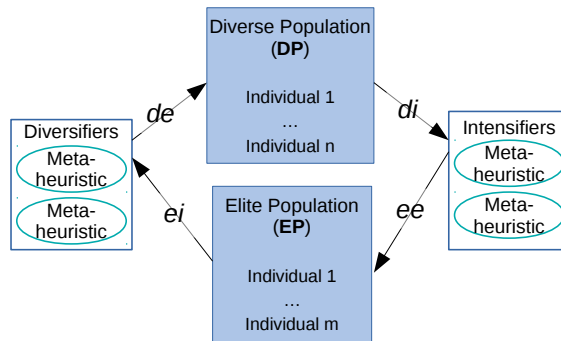 Diverse Population
(DP)
Individual 1
...
Individual n
de
di
Diversifiers
Meta-
heuristic
Meta-
heuristic
Intensifiers
Meta-
heuristic
Meta-
heuristic
ei
ee
Elite Population
(EP)
Individual 1
...
Individual m